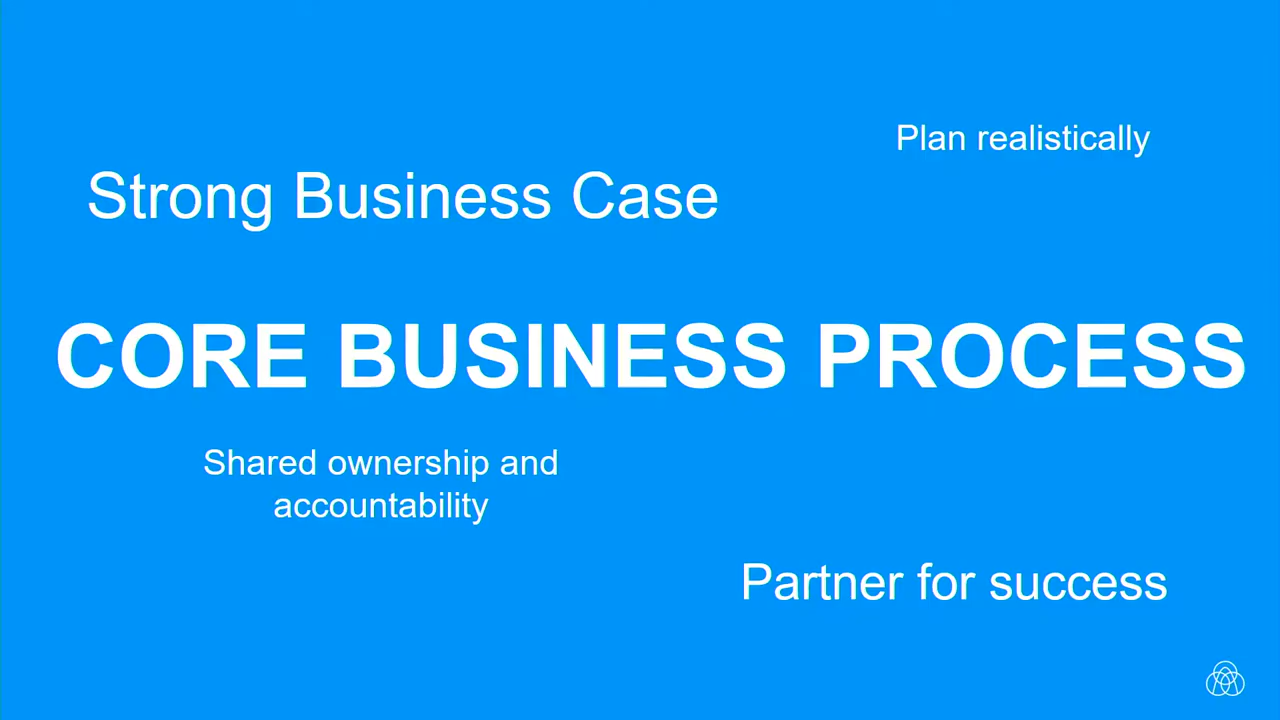 Plan realistically
Strong Business Case
CORE BUSINESS PROCESS
Shared ownership and
accountability
Partner for success